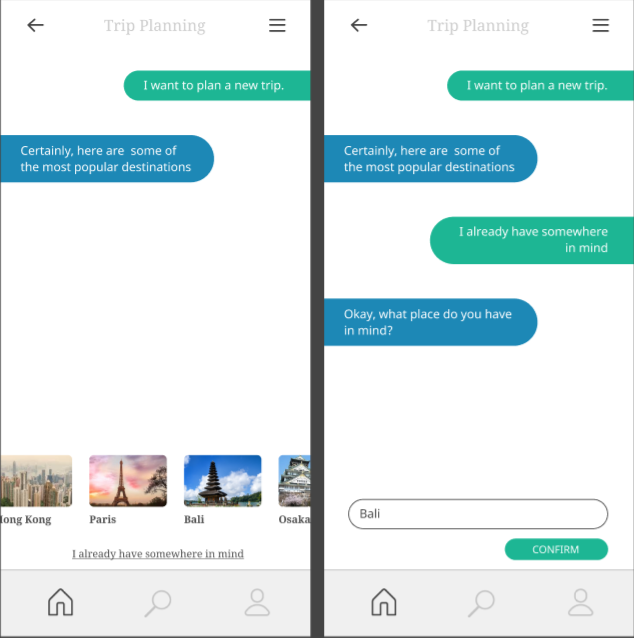 Trip Planning
I want to plan a new trip.
Certainly, here are  some of
the most popular destinations
Paris
Bali
Osaka
I already have somewhere in mind
Trip Planning
I want to plan a new trip.
Certainly, here are  some of
the most popular destinations
I already have somewhere
in mind
Okay, what place do you have
in mind?
Bali
CONFIRM